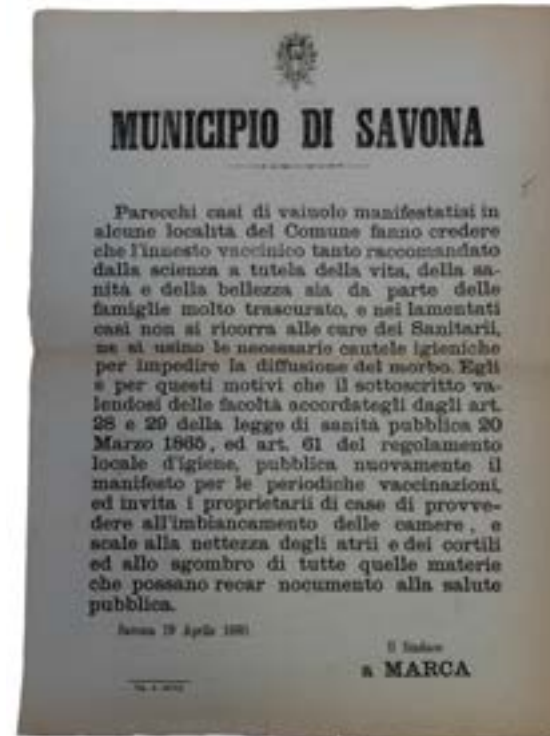 MUNICIPIO DI SAVONA
Parecchi casi di vaiuolo manifestatisi in
alcune località del Comune fanno credere
che l'innesto vaccinico tanto raccomandato
dalla scienza a tutela della vita, della sa-
nità e della bellezza sia da parte delle
famiglie molto trascurato, e nei lamentati
casi non si ricorra alle cure dei Sanitarii,
ne si usino le necessarie cautele igieniche
per impedire la diffusione del morbo. Egli
è per questi motivi che il sottoscritto va-
lendosi delle facoltà accordategli dagli art.
28 e 29 della legge di sanità pubblica 20
Marzo 1865, ed art. 61 del regolamento
locale d'igiene, pubblica nuovamente il
manifesto per le periodiche vaccinazioni,
ed invita i proprietarii di case di provve-
dere all'imbiancamento delle camere, e
scale alla nettezza degli atrii e dei cortili
ed allo sgombro di tutte quelle materie
che possano recar nocumento alla salute
pubblica.
Savona 19 Aprile
Il Sindaco
MARCA